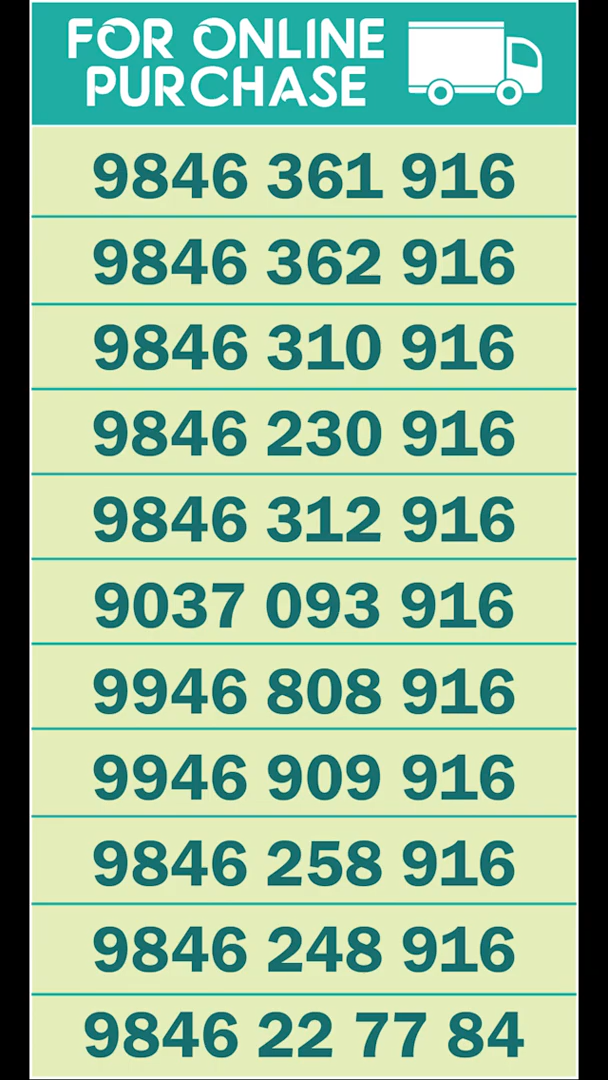 FOR ONLINE
PURCHASE
9846 361 916
9846 362 916
9846 310 916
9846 230 916
9846 312 916
9037 093 916
9946 808 916
9946 909 916
9846 258 916
9846 248 916
9846 22 77 84